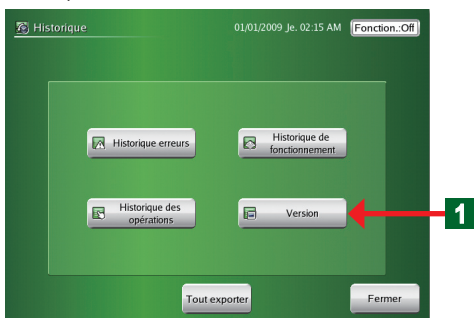 Historique 01/01/2009 Je. 02:15 AM Fonction.:Off
Historique erreurs
Historique de
fonctionnement
Historique des
opérations
Version
1
Tout exporter
Fermer